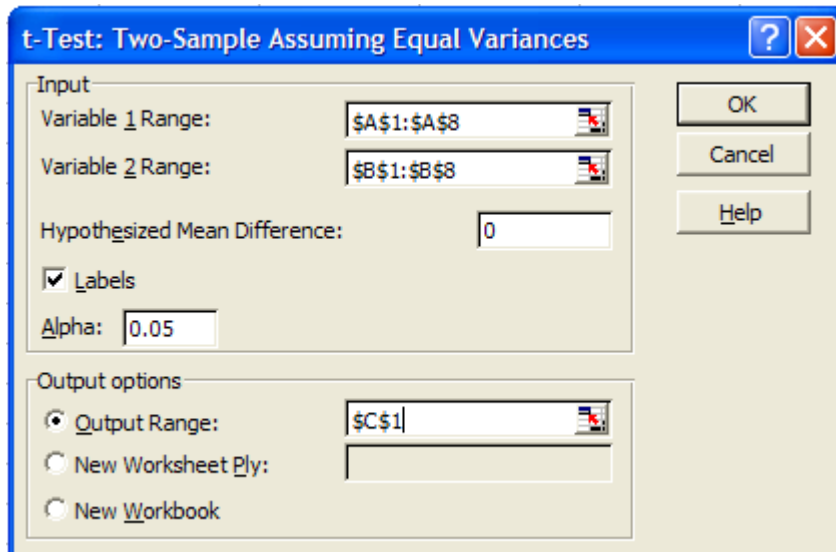 t-Test: Two-Sample Assuming Equal Variances
Input
Variable 1 Range: $A$1:$A$8
Variable 2 Range: $B$1:$B$8
Hypothesized Mean Difference: 0
Labels
Alpha: 0.05
OK
Cancel
Help
Output options
Output Range: $C$1
New Worksheet Ply:
New Workbook